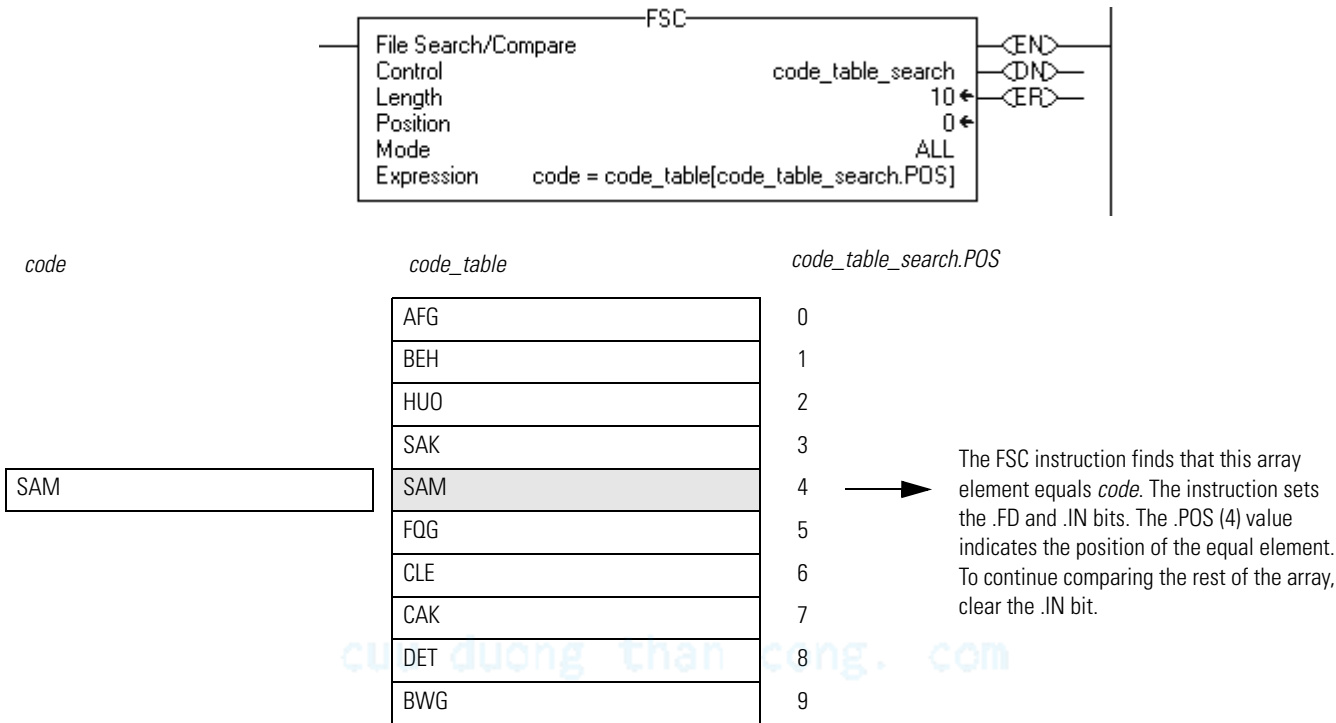 FSC
File Search/Compare
Control code_table_search
Length 10
Position 0
Mode ALL
Expression code = code_table[code_table_search.POS]
EN
DN
ER
code code_table code_table_search.POS
AFG 0
BEH 1
HUO 2
SAK 3
SAM SAM 4
FQG 5
CLE 6
CAK 7
DET 8
BWG 9
The FSC instruction finds that this array
element equals code. The instruction sets
the .FD and .IN bits. The .POS (4) value
indicates the position of the equal element.
To continue comparing the rest of the array,
clear the .IN bit.
cuu duong than cong. com